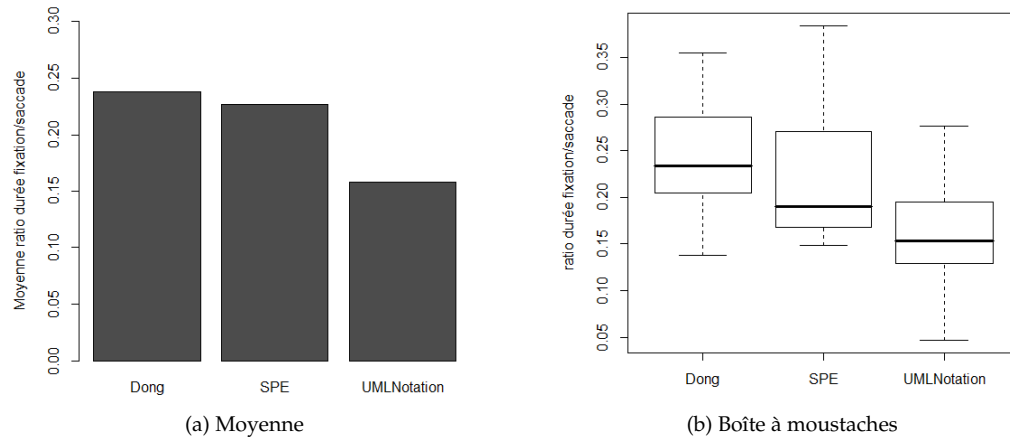 Moyenne ratio durée fixation/saccade
0.30
0.25
0.20
0.15
0.10
0.05
0.00
Dong SPE UMLNotation
(a) Moyenne
ratio durée fixation/saccade
0.35
0.30
0.25
0.20
0.15
0.10
0.05
Dong SPE UMLNotation
(b) Boîte à moustaches